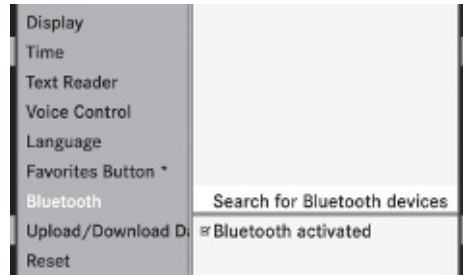 Display
Time
Text Reader
Voice Control
Language
Favorites Button *
Bluetooth
Search for Bluetooth devices
Upload/Download Da
Bluetooth activated
Reset